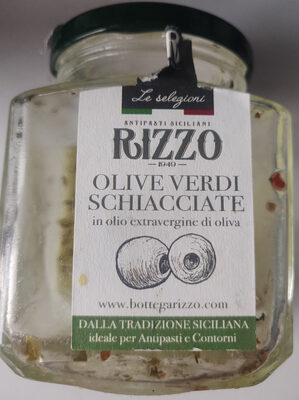 Le selezioni
ANTIPASTI SICILIANI
RIZZO
1949
OLIVE VERDI
SCHIACCIATE
in olio extravergine di oliva
www.bottegarizzo.com
DALLA TRADIZIONE SICILIANA
ideale per Antipasti e Contorni